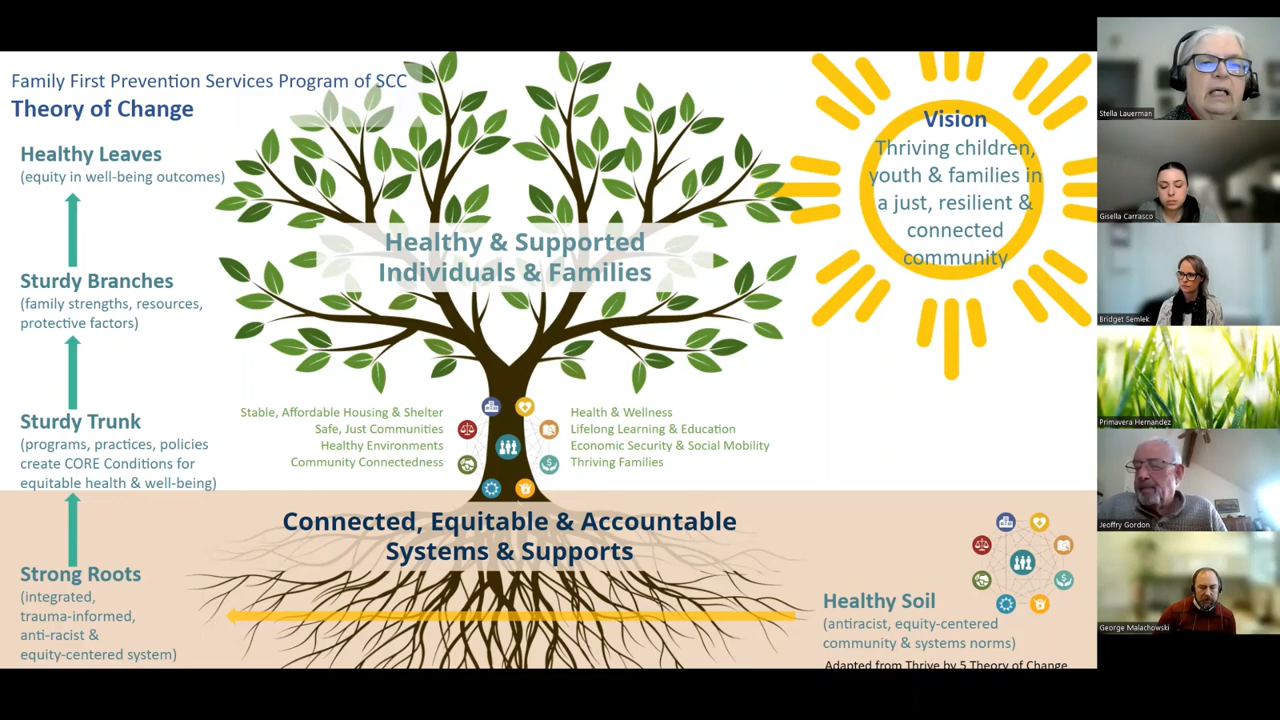 Family First Prevention Services Program of SCC
Theory of Change
Healthy Leaves
(equity in well-being outcomes)
Sturdy Branches
(family strengths, resources,
protective factors)
Sturdy Trunk
(programs, practices, policies
create CORE Conditions for
equitable health & well-being)
Strong Roots
(integrated,
trauma-informed,
anti-racist &
equity-centered system)
Healthy & Supported
Individuals & Families
Stable, Affordable Housing & Shelter
Safe, Just Communities
Healthy Environments
Community Connectedness
Health & Wellness
Lifelong Learning & Education
Economic Security & Social Mobility
Thriving Families
Connected, Equitable & Accountable
Systems & Supports
Vision
Thriving children,
youth & families in
a just, resilient &
connected
community
Healthy Soil
(antiracist, equity-centered
community & systems norms)
Adapted from Thrive by 5 Theory of Change
Stella Lauerman
Gisella Carrasco
Bridget Semlek
Primavera Hernandez
Jeoffry Gordon
George Malachowski